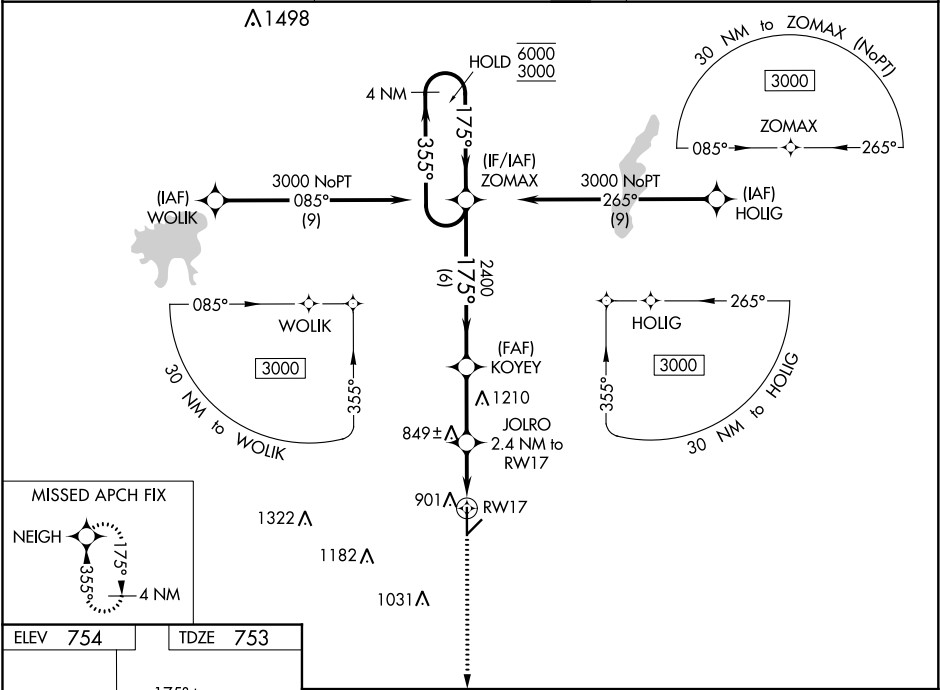 1498
HOLD 6000
3000
4 NM
175°
355°
(IF/IAF)
ZOMAX
30 NM to ZOMAX (NoPT)
3000
ZOMAX
085°
265°
(IAF)
WOLIK
3000 NoPT
085°
(9)
3000 NoPT
265°
(9)
(IAF)
HOLIG
2400
175°
(6)
085°
WOLIK
3000
355°
30 NM to WOLIK
265°
HOLIG
3000
355°
30 NM to HOLIG
(FAF)
KOYEY
1210
849±
JOLRO
2.4 NM to
RW17
901
RW17
1322
1182
1031
MISSED APCH FIX
NEIGH
175°
355°
4 NM
ELEV 754
TDZE 753